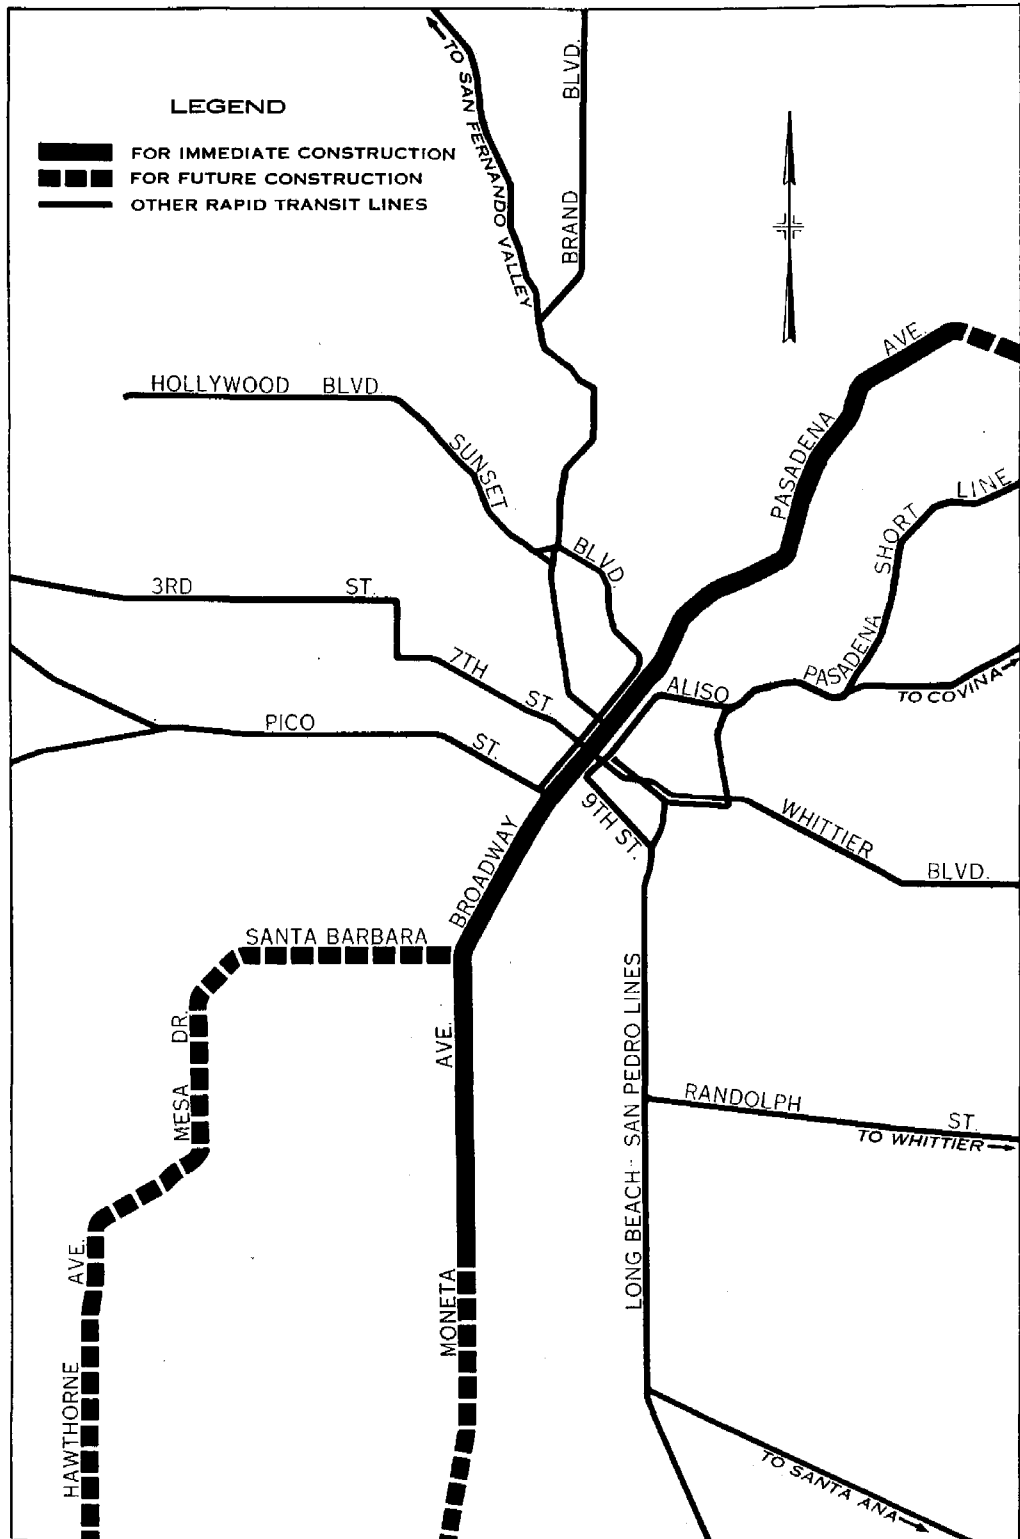 LEGEND
FOR IMMEDIATE CONSTRUCTION
FOR FUTURE CONSTRUCTION
OTHER RAPID TRANSIT LINES
TO SAN FERNANDO VALLEY
BRAND BLVD.
HOLLYWOOD BLVD.
SUNSET BLVD.
PASADENA AVE.
PASADENA SHORT LINE
3RD ST.
7TH ST.
PICO ST.
ALISO
TO COVINA
9TH ST.
WHITTIER BLVD.
BROADWAY
SANTA BARBARA AVE.
MESA DR.
HAWTHORNE AVE.
MONETA
LONG BEACH - SAN PEDRO LINES
RANDOLPH ST.
TO WHITTIER
TO SANTA ANA